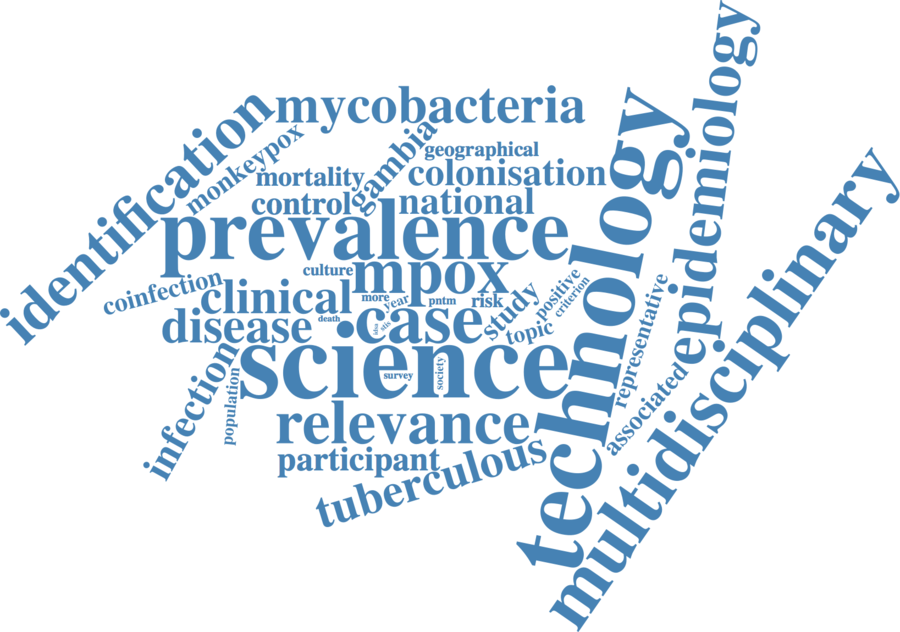 identification
mycobacteria
monkeypox
gambia
geographical
mortality
colonisation
control
national
prevalence
technology
epidemiology
multidisciplinary
culture
mpox
coinfection
clinical
more
year
pntm
risk
study
positive
criterion
disease
death
case
topic
representative
science
survey
society
associated
infection
population
relevance
participant
tuberculous